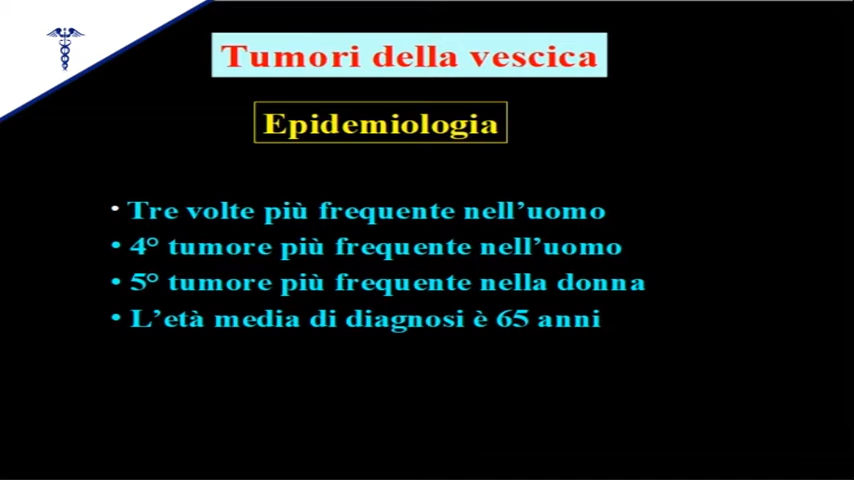 Tumori della vescica
Epidemiologia
• Tre volte più frequente nell’uomo
• 4° tumore più frequente nell’uomo
• 5° tumore più frequente nella donna
• L’età media di diagnosi è 65 anni